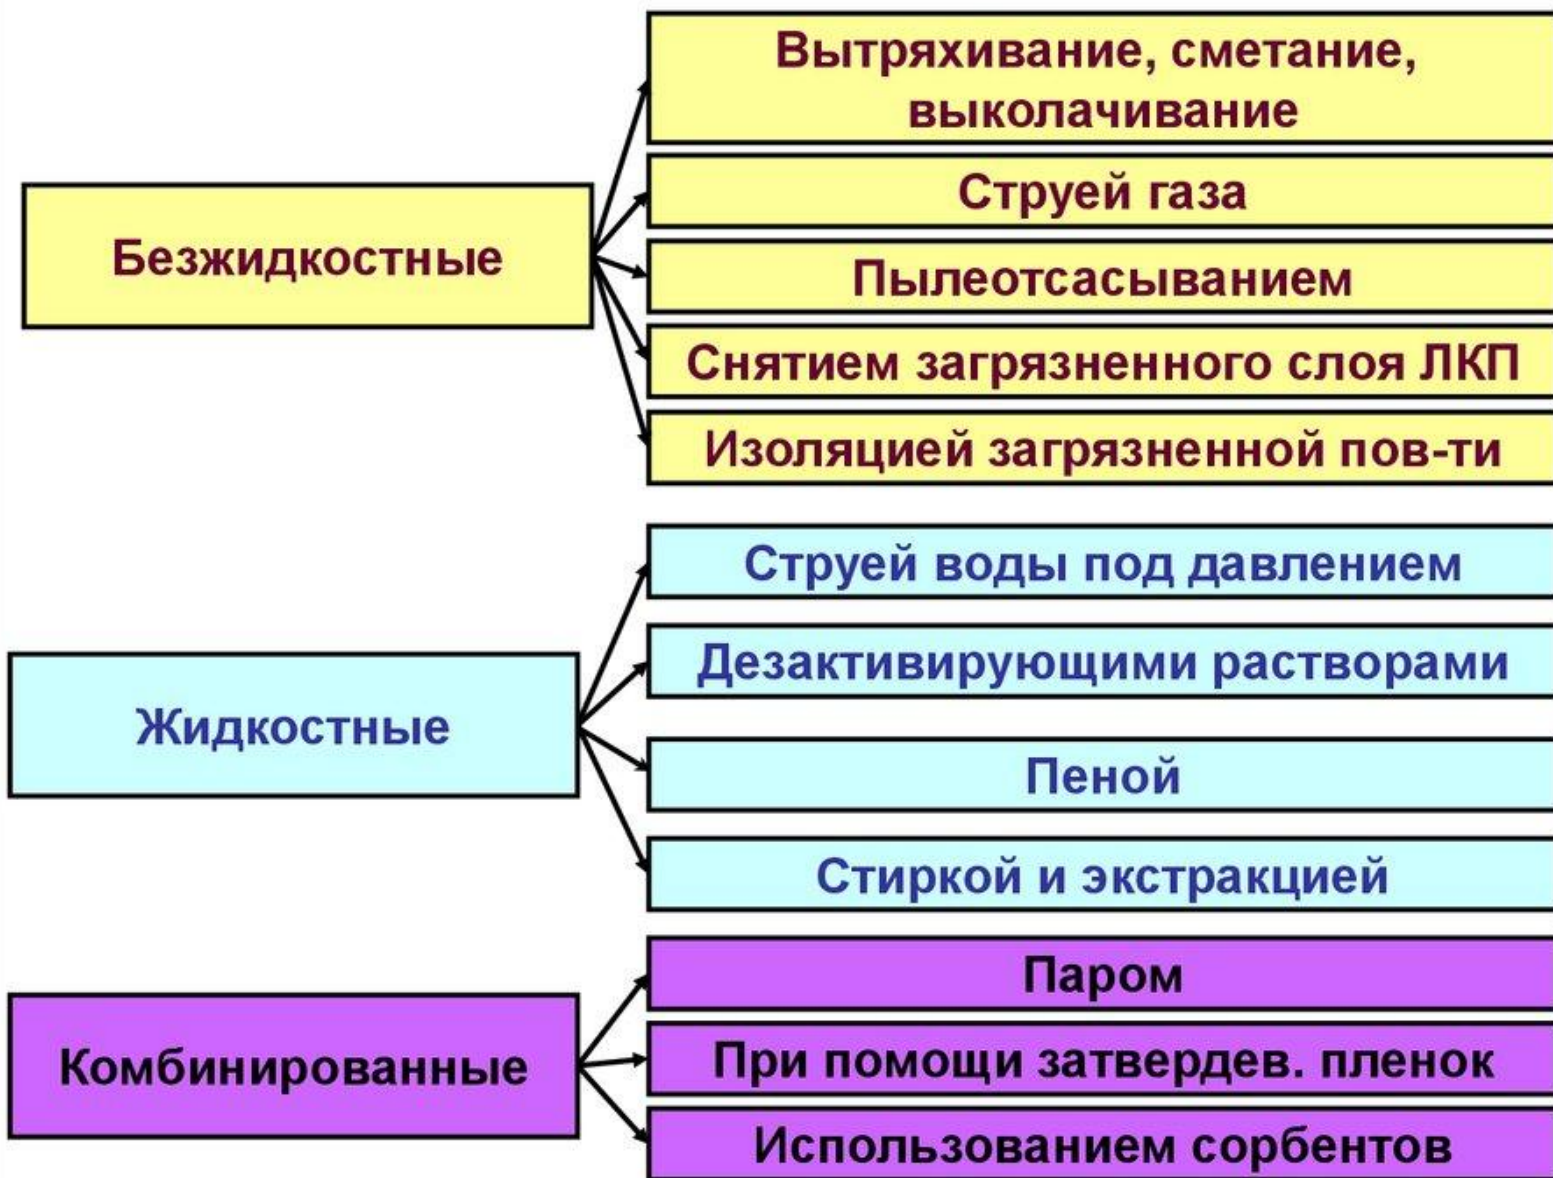 Безжидкостные
Вытряхивание, сметание,
выколачивание
Струей газа
Пылеотсасыванием
Снятием загрязненного слоя ЛКП
Изоляцией загрязненной пов-ти
Жидкостные
Струей воды под давлением
Дезактивирующими растворами
Пеной
Стиркой и экстракцией
Комбинированные
Паром
При помощи затвердев. пленок
Использованием сорбентов